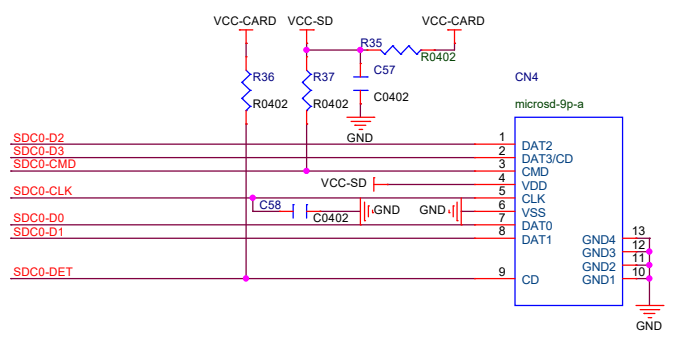 VCC-CARD VCC-SD VCC-CARD
R35
R0402
R36 R37 C57
R0402 R0402 C0402
GND
CN4
microsd-9p-a
SDC0-D2 1 DAT2
SDC0-D3 2 DAT3/CD
SDC0-CMD 3 CMD
VCC-SD 4 VDD
SDC0-CLK 5 CLK
C58 C0402 GND GND 6 VSS
SDC0-D0 7 DAT0
SDC0-D1 8 DAT1
GND4 13
GND3 12
GND2 11
GND1 10
SDC0-DET 9 CD
GND